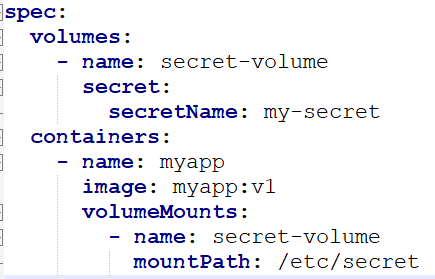 spec:
  volumes:
    - name: secret-volume
      secret:
        secretName: my-secret
  containers:
    - name: myapp
      image: myapp:v1
      volumeMounts:
        - name: secret-volume
          mountPath: /etc/secret